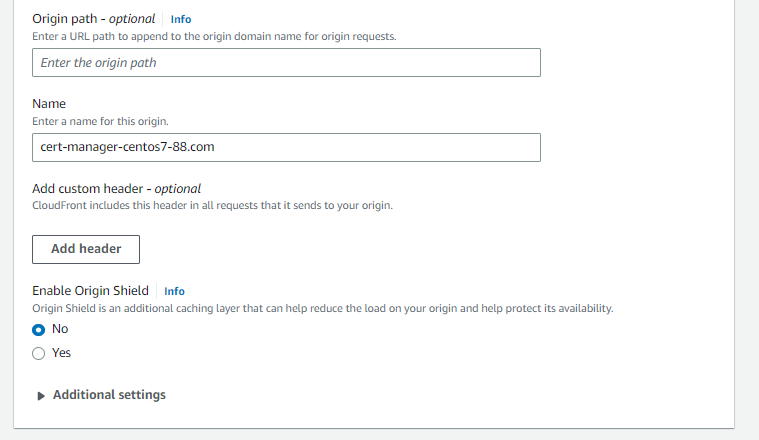 Origin path - optional Info
Enter a URL path to append to the origin domain name for origin requests.
Enter the origin path
Name
Enter a name for this origin.
cert-manager-centos7-88.com
Add custom header - optional
CloudFront includes this header in all requests that it sends to your origin.
Add header
Enable Origin Shield Info
Origin Shield is an additional caching layer that can help reduce the load on your origin and help protect its availability.
No
Yes
Additional settings